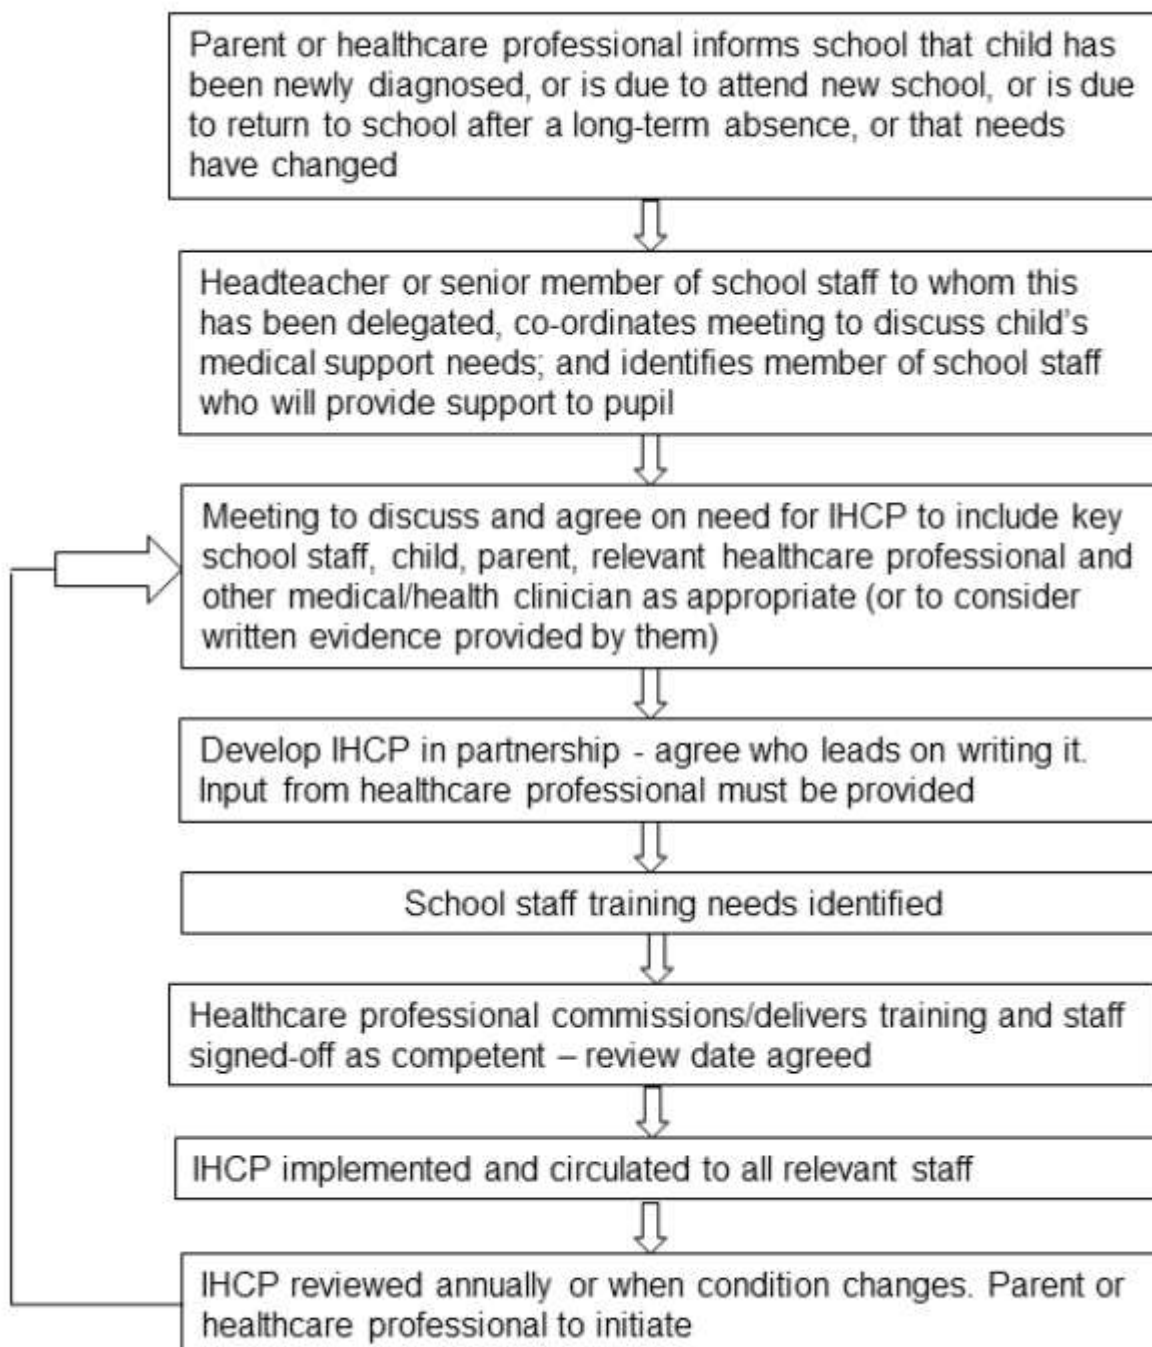 Parent or healthcare professional informs school that child has
been newly diagnosed, or is due to attend new school, or is due
to return to school after a long-term absence, or that needs
have changed
Headteacher or senior member of school staff to whom this
has been delegated, co-ordinates meeting to discuss child's
medical support needs; and identifies member of school staff
who will provide support to pupil
Meeting to discuss and agree on need for IHCP to include key
school staff, child, parent, relevant healthcare professional and
other medical/health clinician as appropriate (or to consider
written evidence provided by them)
Develop IHCP in partnership - agree who leads on writing it.
Input from healthcare professional must be provided
School staff training needs identified
Healthcare professional commissions/delivers training and staff
signed-off as competent – review date agreed
IHCP implemented and circulated to all relevant staff
IHCP reviewed annually or when condition changes. Parent or
healthcare professional to initiate